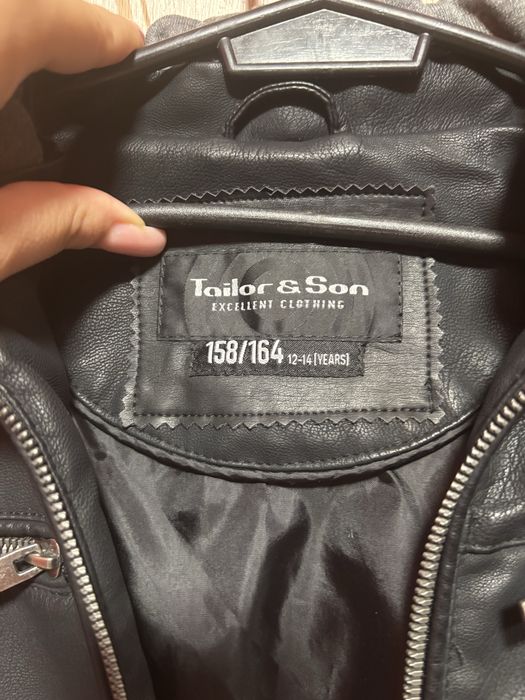 Tailor & Son
EXCELLENT CLOTHING
158/164 12-14 (YEARS)